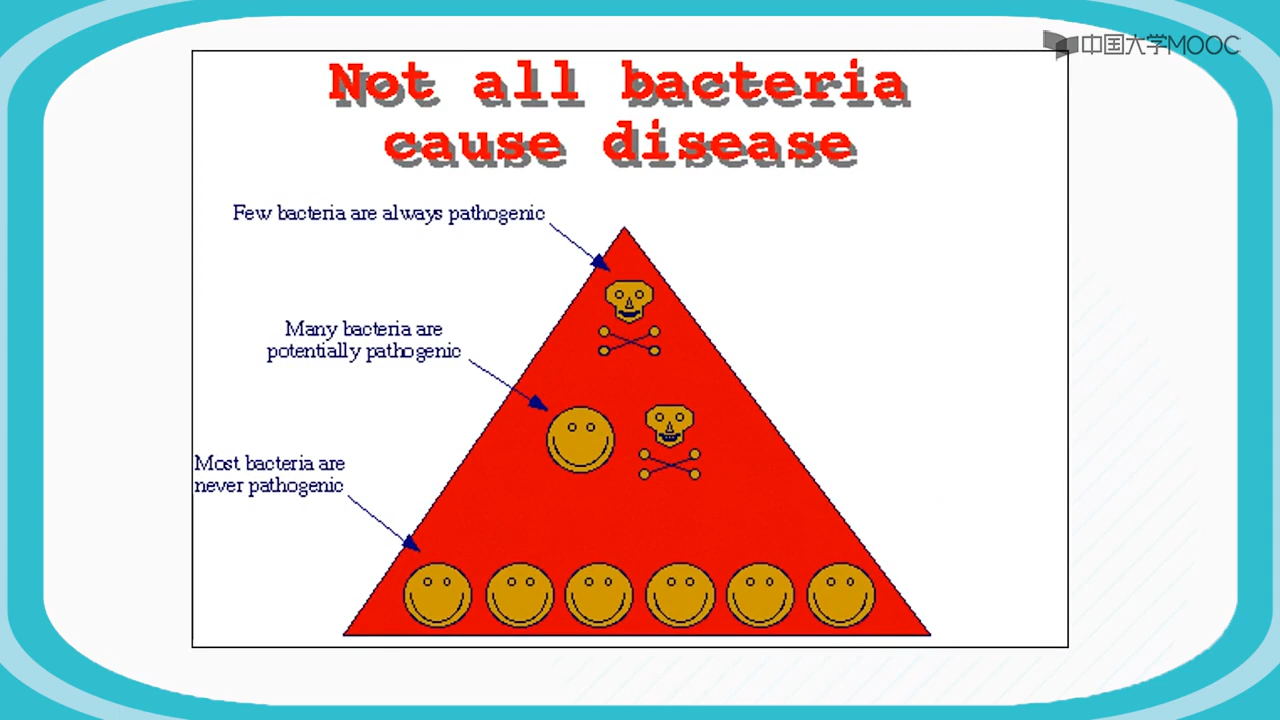 中国大学MOOC
Not all bacteria
cause disease
Few bacteria are always pathogenic
Many bacteria are
potentially pathogenic
Most bacteria are
never pathogenic